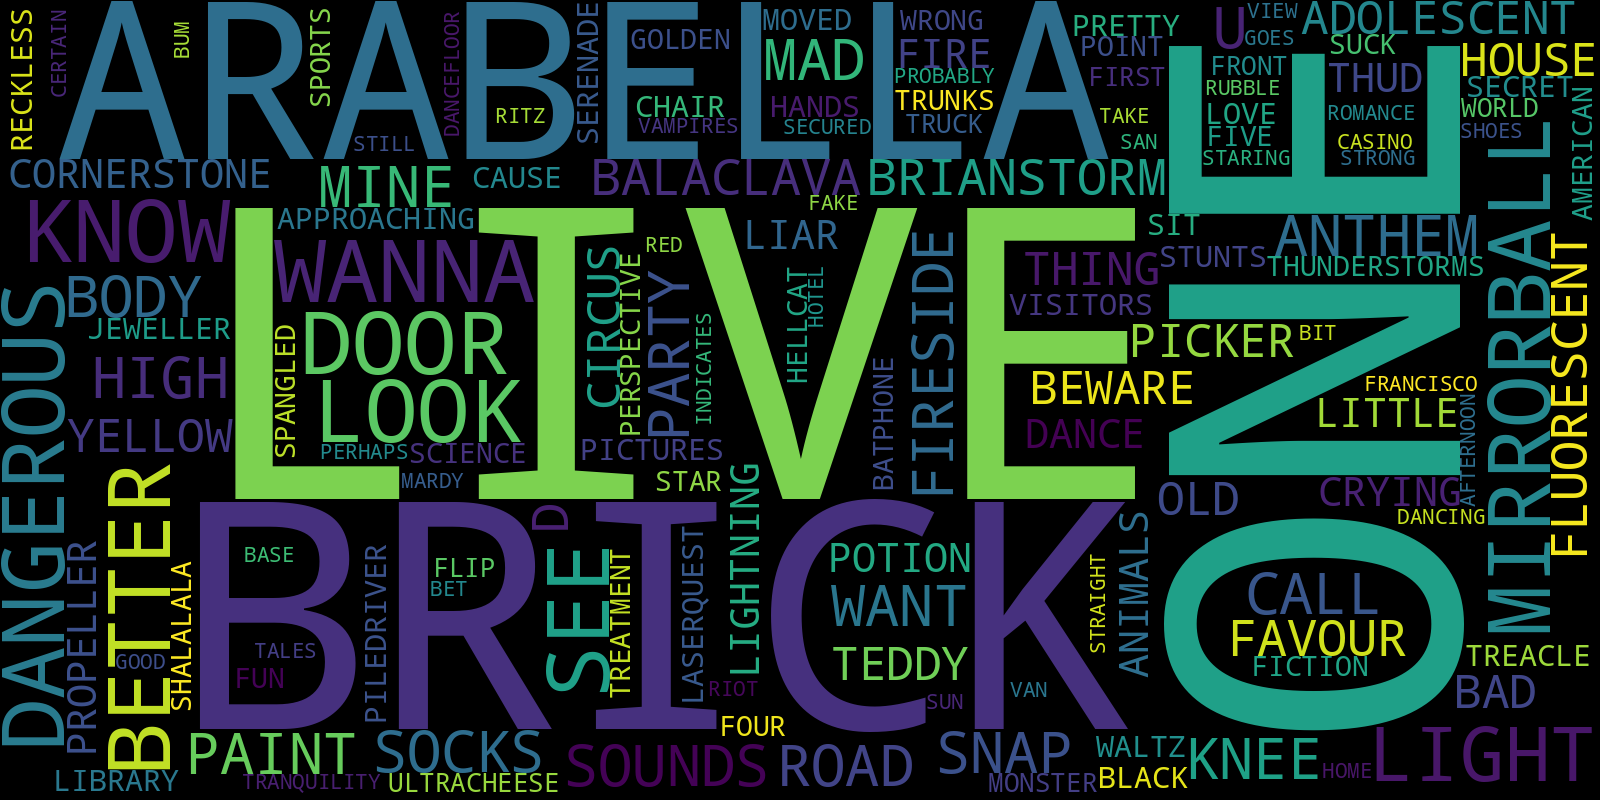 RECKLESS
CERTAIN
ARABELLA
BUM
SPORTS
STILL
DANCEFLOOR
RITZ
SERENADE
GOLDEN
MOVED
MAD
CHAIR
VAMPIRES
HANDS
SECURED
WRONG
FIRE
PROBABLY
TRUNKS
TRUCK
PRETTY
POINT
FIRST
TAKE
SAN
U
VIEW
GOES
ADOLESCENT
FRONT
RUBBLE
LOVE
FIVE
STARING
SUCK
THUD
ROMANCE
CASINO
STRONG
HOUSE
SECRET
WORLD
SHOES
AMERICAN
CORNERSTONE
MINE
CAUSE
BALACLAVA
BRIANSTORM
FAKE
KNOW
APPROACHING
WANNA
LIVE
LIAR
RED
SIT
STUNTS
ANTHEM
THUNDERSTORMS
ONE
MIRRORBALL
FLUORESCENT
DANGEROUS
BODY
JEWELLER
HIGH
YELLOW
SPANGLED
DOOR
LOOK
PERHAPS
SCIENCE
MARDY
CIRCUS
PERSPECTIVE
PARTY
INDICATES
PICTURES
STAR
HELLCAT
HOTEL
BATPHONE
FIRESIDE
THING
VISITORS
PICKER
BIT
BEWARE
DANCE
FRANCISCO
LITTLE
AFTERNOON
CRYING
OLD
DANCING
BETTER
PROPELLER
GOOD
SHALALALA
BRICK
BASE
TALES
FUN
PILEDRIVER
FLIP
BET
D
SEE
TREATMENT
LASERQUEST
LIGHTNING
RIOT
FOUR
POTION
WANT
TEDDY
SUN
VAN
STRAIGHT
ANIMALS
CALL
FAVOUR
FICTION
TREACLE
BAD
LIBRARY
PAINT
TRANQUILITY
SOCKS
ULTRACHEESE
SOUNDS
ROAD
SNAP
MONSTER
WALTZ
BLACK
KNEE
HOME
LIGHT